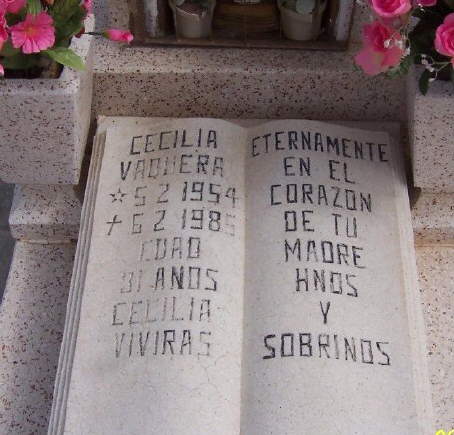 CECILIA
VAQUERA
☆ 5 2 1954
✝ 6 2 1985
EDAD
31 ANOS
CECILIA
VIVIRAS
ETERNAMENTE
EN EL
CORAZON
DE TU
MADRE
HNOS
Y
SOBRINOS